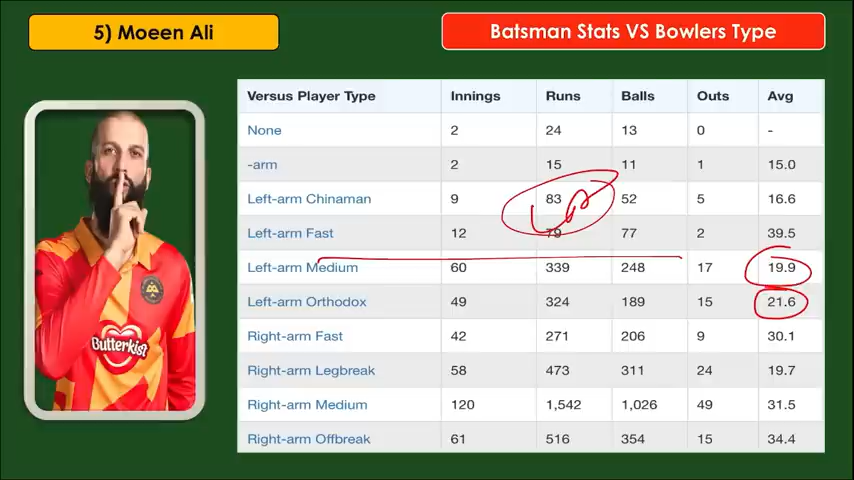 5) Moeen Ali
Batsman Stats VS Bowlers Type
Versus Player Type Innings Runs Balls Outs Avg
None 2 24 13 0 -
-arm 2 15 11 1 15.0
Left-arm Chinaman 9 83 52 5 16.6
Left-arm Fast 12 79 77 2 39.5
Left-arm Medium 60 339 248 17 19.9
Left-arm Orthodox 49 324 189 15 21.6
Right-arm Fast 42 271 206 9 30.1
Right-arm Legbreak 58 473 311 24 19.7
Right-arm Medium 120 1,542 1,026 49 31.5
Right-arm Offbreak 61 516 354 15 34.4
Butterkist